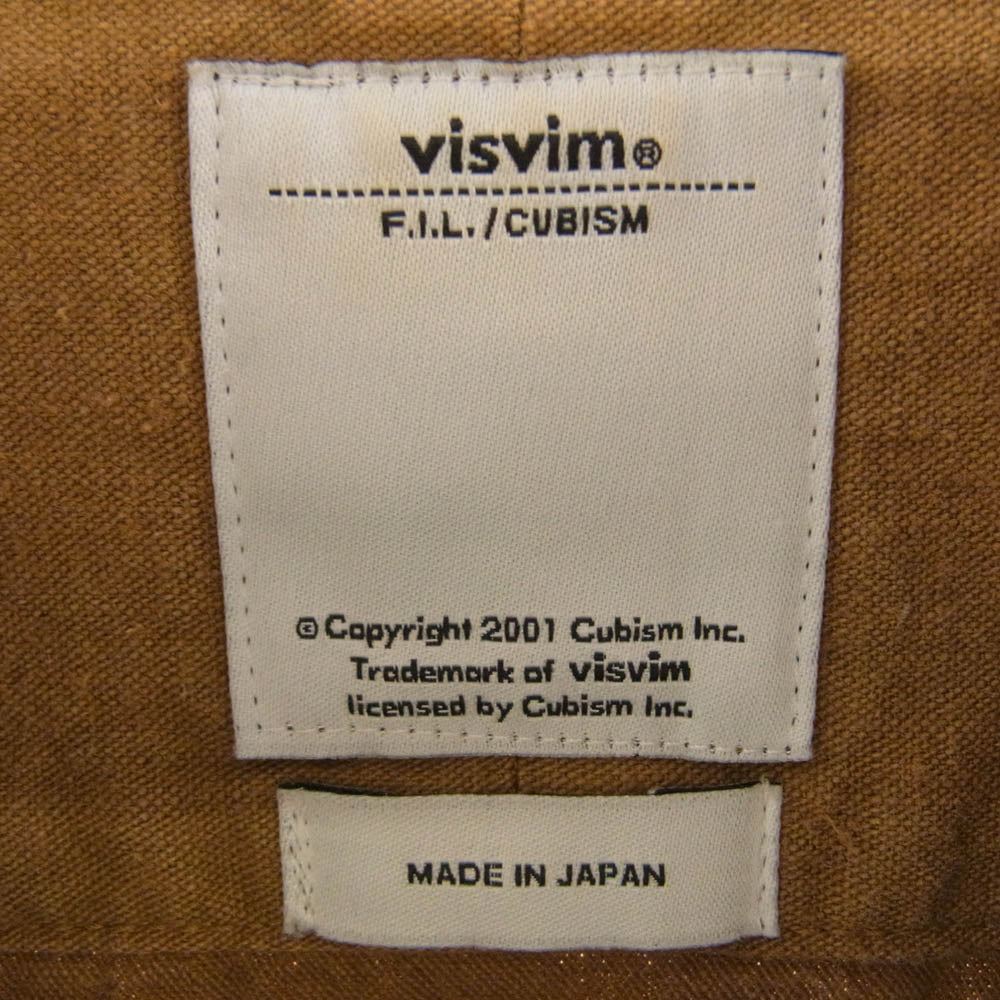 visvim®
F.I.L./CUBISM
© Copyright 2001 Cubism Inc.
Trademark of visvim
licensed by Cubism Inc.
MADE IN JAPAN